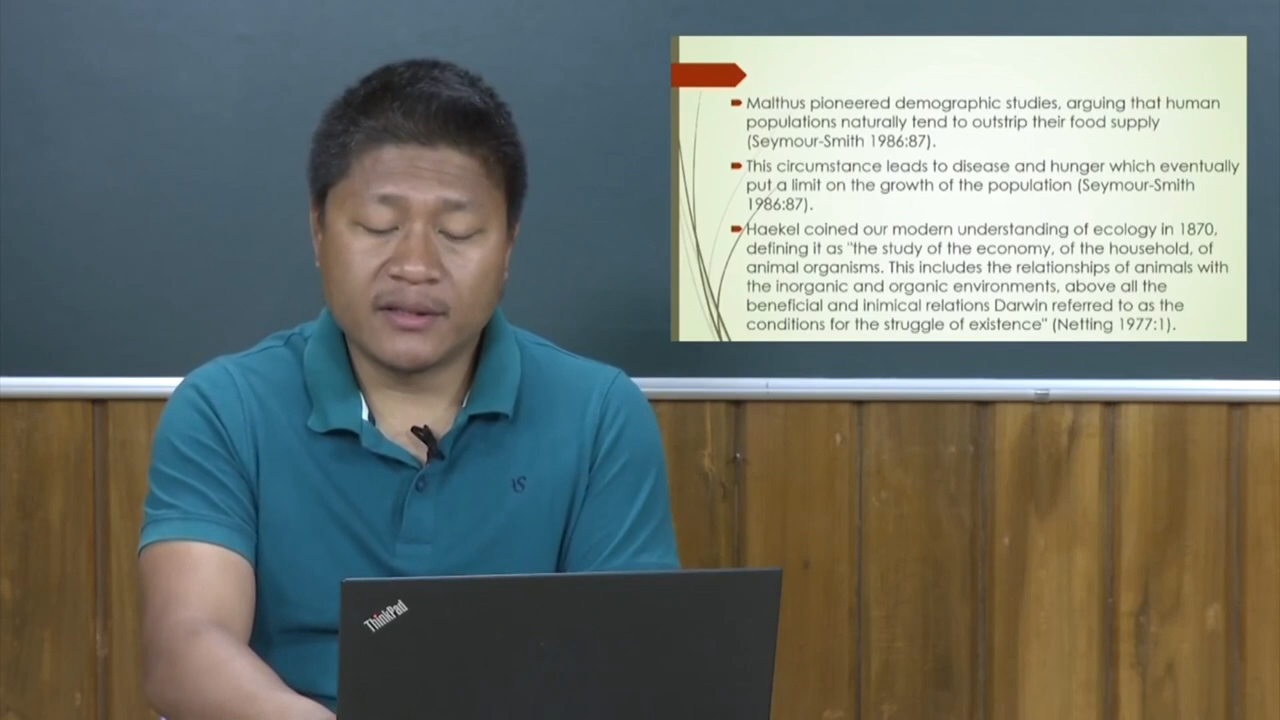 Malthus pioneered demographic studies, arguing that human
populations naturally tend to outstrip their food supply
(Seymour-Smith 1986:87).
This circumstance leads to disease and hunger which eventually
put a limit on the growth of the population (Seymour-Smith
1986:87).
Haekel coined our modern understanding of ecology in 1870,
defining it as "the study of the economy, of the household, of
animal organisms. This includes the relationships of animals with
the inorganic and organic environments, above all the
beneficial and inimical relations Darwin referred to as the
conditions for the struggle of existence" (Netting 1977:1).
ThinkPad